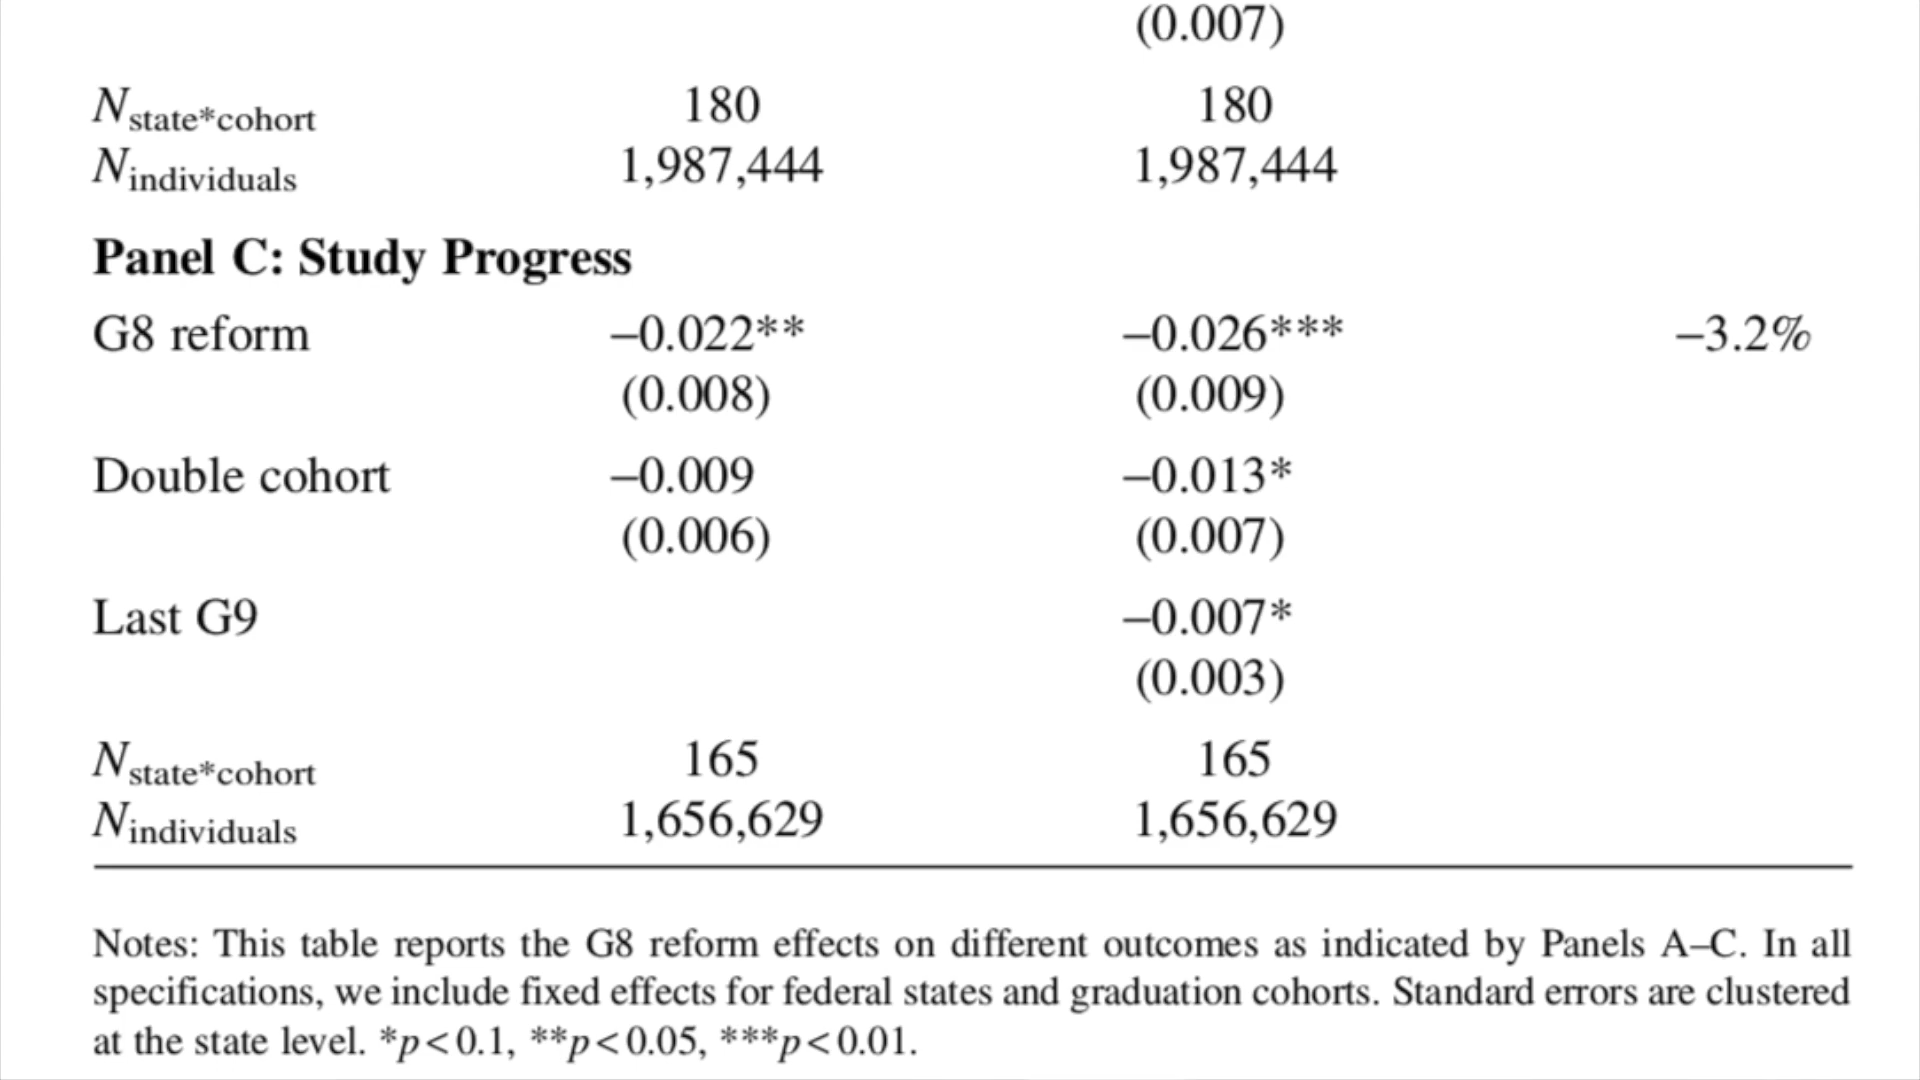 (0.007)
Nstate*cohort 180 180
Nindividuals 1,987,444 1,987,444
Panel C: Study Progress
G8 reform –0.022** –0.026*** –3.2%
(0.008) (0.009)
Double cohort –0.009 –0.013*
(0.006) (0.007)
Last G9 –0.007*
(0.003)
Nstate*cohort 165 165
Nindividuals 1,656,629 1,656,629
Notes: This table reports the G8 reform effects on different outcomes as indicated by Panels A–C. In all
specifications, we include fixed effects for federal states and graduation cohorts. Standard errors are clustered
at the state level. *p<0.1, **p<0.05, ***p<0.01.